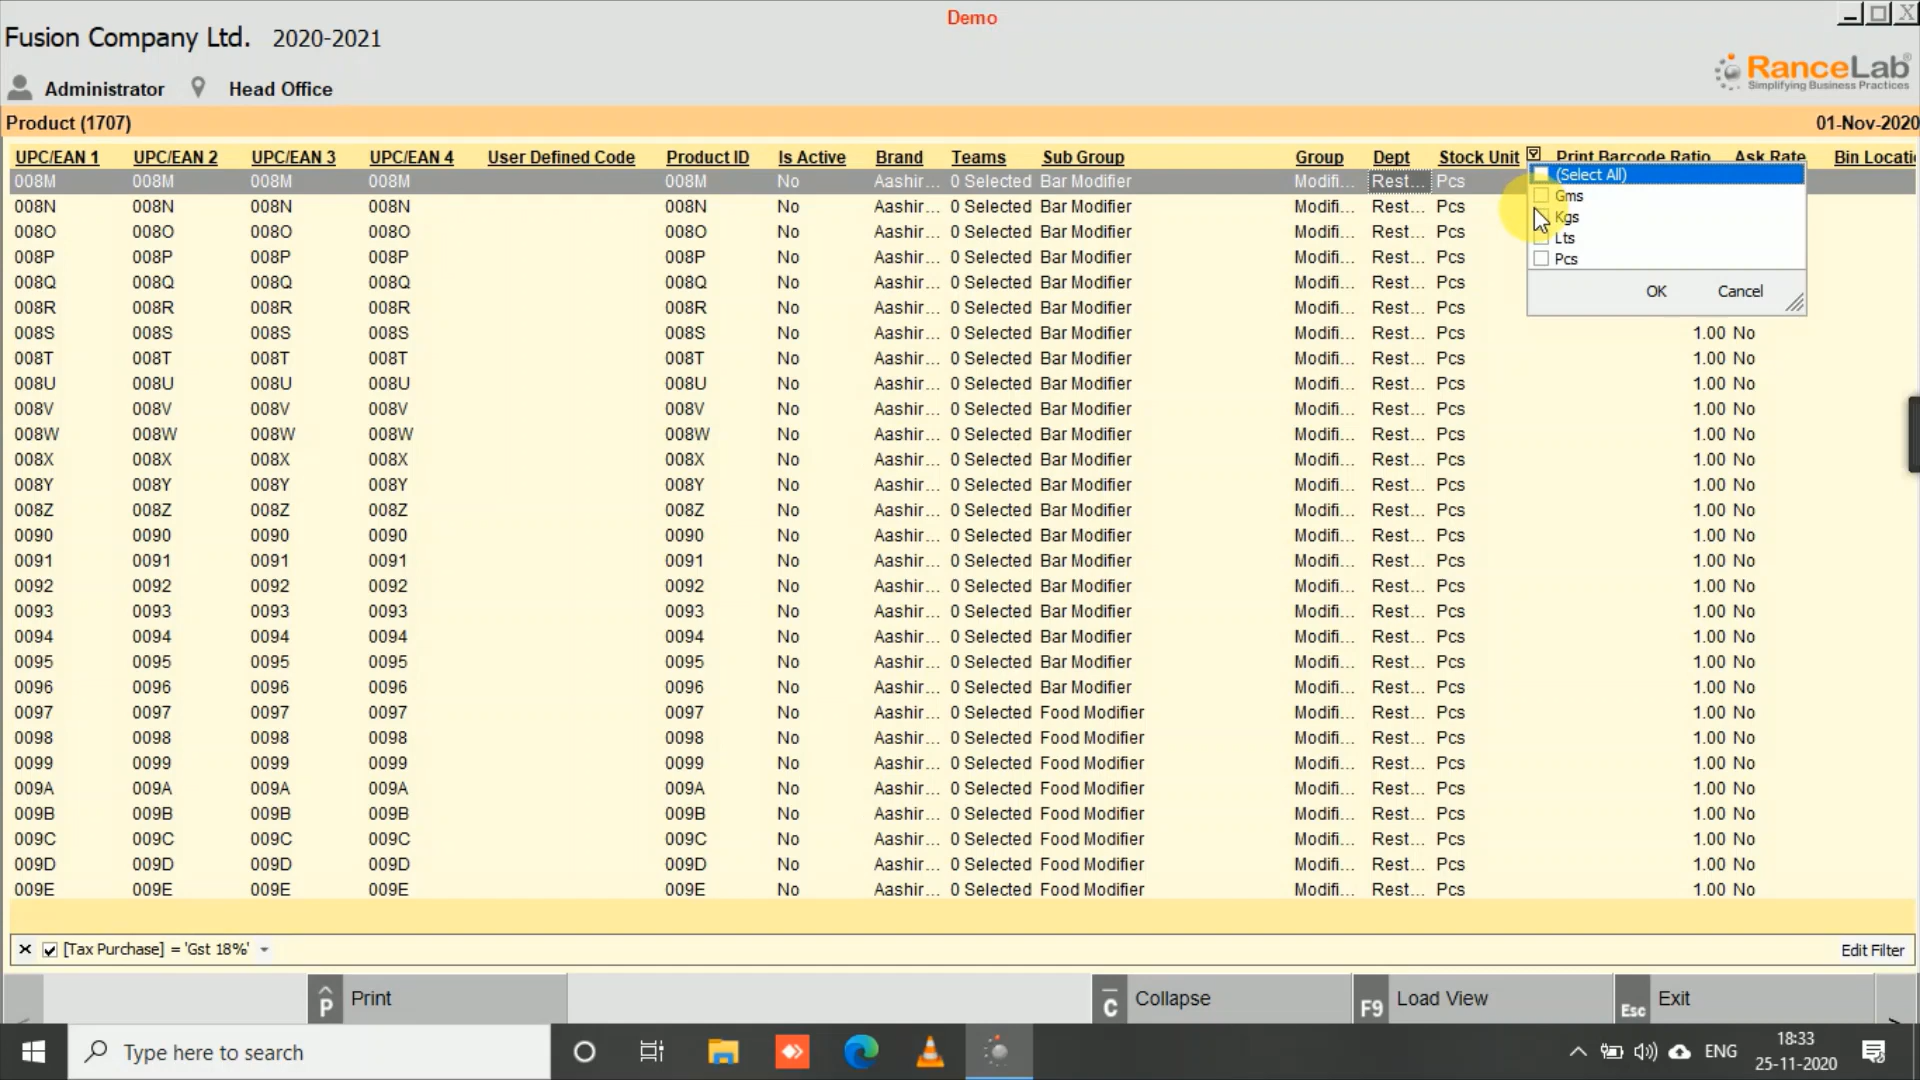 Demo
Fusion Company Ltd. 2020-2021
Administrator Head Office
RanceLab®
Simplifying Business Practices
Product (1707) 01-Nov-2020
UPC/EAN 1 UPC/EAN 2 UPC/EAN 3 UPC/EAN 4 User Defined Code Product ID Is Active Brand Teams Sub Group Group Dept Stock Unit Print Barcode Ratio Ask Rate Bin Locati
008M 008M 008M 008M 008M No Aashir... 0 Selected Bar Modifier Modifi... Rest... Pcs (Select All)
008N 008N 008N 008N 008N No Aashir... 0 Selected Bar Modifier Modifi... Rest... Pcs Gms
008O 008O 008O 008O 008O No Aashir... 0 Selected Bar Modifier Modifi... Rest... Pcs Kgs
Lts
008P 008P 008P 008P 008P No Aashir... 0 Selected Bar Modifier Modifi... Rest... Pcs Pcs
008Q 008Q 008Q 008Q 008Q No Aashir... 0 Selected Bar Modifier Modifi... Rest... Pcs OK Cancel
008R 008R 008R 008R 008R No Aashir... 0 Selected Bar Modifier Modifi... Rest... Pcs
008S 008S 008S 008S 008S No Aashir... 0 Selected Bar Modifier Modifi... Rest... Pcs 1.00 No
008T 008T 008T 008T 008T No Aashir... 0 Selected Bar Modifier Modifi... Rest... Pcs 1.00 No
008U 008U 008U 008U 008U No Aashir... 0 Selected Bar Modifier Modifi... Rest... Pcs 1.00 No
008V 008V 008V 008V 008V No Aashir... 0 Selected Bar Modifier Modifi... Rest... Pcs 1.00 No
008W 008W 008W 008W 008W No Aashir... 0 Selected Bar Modifier Modifi... Rest... Pcs 1.00 No
008X 008X 008X 008X 008X No Aashir... 0 Selected Bar Modifier Modifi... Rest... Pcs 1.00 No
008Y 008Y 008Y 008Y 008Y No Aashir... 0 Selected Bar Modifier Modifi... Rest... Pcs 1.00 No
008Z 008Z 008Z 008Z 008Z No Aashir... 0 Selected Bar Modifier Modifi... Rest... Pcs 1.00 No
0090 0090 0090 0090 0090 No Aashir... 0 Selected Bar Modifier Modifi... Rest... Pcs 1.00 No
0091 0091 0091 0091 0091 No Aashir... 0 Selected Bar Modifier Modifi... Rest... Pcs 1.00 No
0092 0092 0092 0092 0092 No Aashir... 0 Selected Bar Modifier Modifi... Rest... Pcs 1.00 No
0093 0093 0093 0093 0093 No Aashir... 0 Selected Bar Modifier Modifi... Rest... Pcs 1.00 No
0094 0094 0094 0094 0094 No Aashir... 0 Selected Bar Modifier Modifi... Rest... Pcs 1.00 No
0095 0095 0095 0095 0095 No Aashir... 0 Selected Bar Modifier Modifi... Rest... Pcs 1.00 No
0096 0096 0096 0096 0096 No Aashir... 0 Selected Bar Modifier Modifi... Rest... Pcs 1.00 No
0097 0097 0097 0097 0097 No Aashir... 0 Selected Food Modifier Modifi... Rest... Pcs 1.00 No
0098 0098 0098 0098 0098 No Aashir... 0 Selected Food Modifier Modifi... Rest... Pcs 1.00 No
0099 0099 0099 0099 0099 No Aashir... 0 Selected Food Modifier Modifi... Rest... Pcs 1.00 No
009A 009A 009A 009A 009A No Aashir... 0 Selected Food Modifier Modifi... Rest... Pcs 1.00 No
009B 009B 009B 009B 009B No Aashir... 0 Selected Food Modifier Modifi... Rest... Pcs 1.00 No
009C 009C 009C 009C 009C No Aashir... 0 Selected Food Modifier Modifi... Rest... Pcs 1.00 No
009D 009D 009D 009D 009D No Aashir... 0 Selected Food Modifier Modifi... Rest... Pcs 1.00 No
009E 009E 009E 009E 009E No Aashir... 0 Selected Food Modifier Modifi... Rest... Pcs 1.00 No
[Tax Purchase] = 'Gst 18%' Edit Filter
P Print C Collapse F9 Load View Esc Exit
Type here to search ENG 18:33
25-11-2020